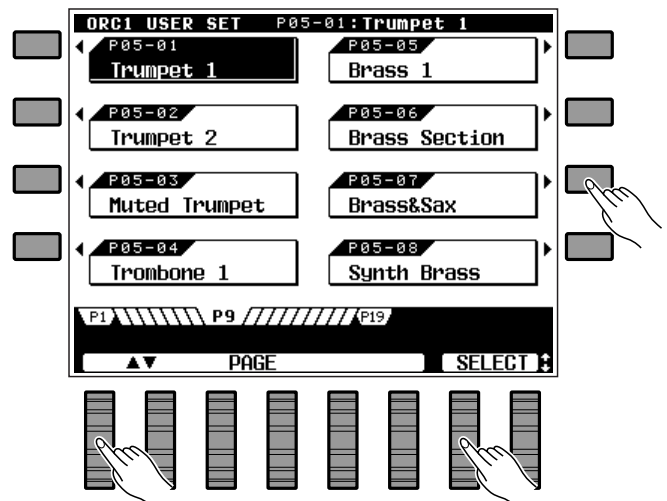 ORC1 USER SET P05-01:Trumpet 1
P05-01
Trumpet 1
P05-05
Brass 1
P05-02
Trumpet 2
P05-06
Brass Section
P05-03
Muted Trumpet
P05-07
Brass&Sax
P05-04
Trombone 1
P05-08
Synth Brass
P1 P9 P19
▲▼ PAGE SELECT